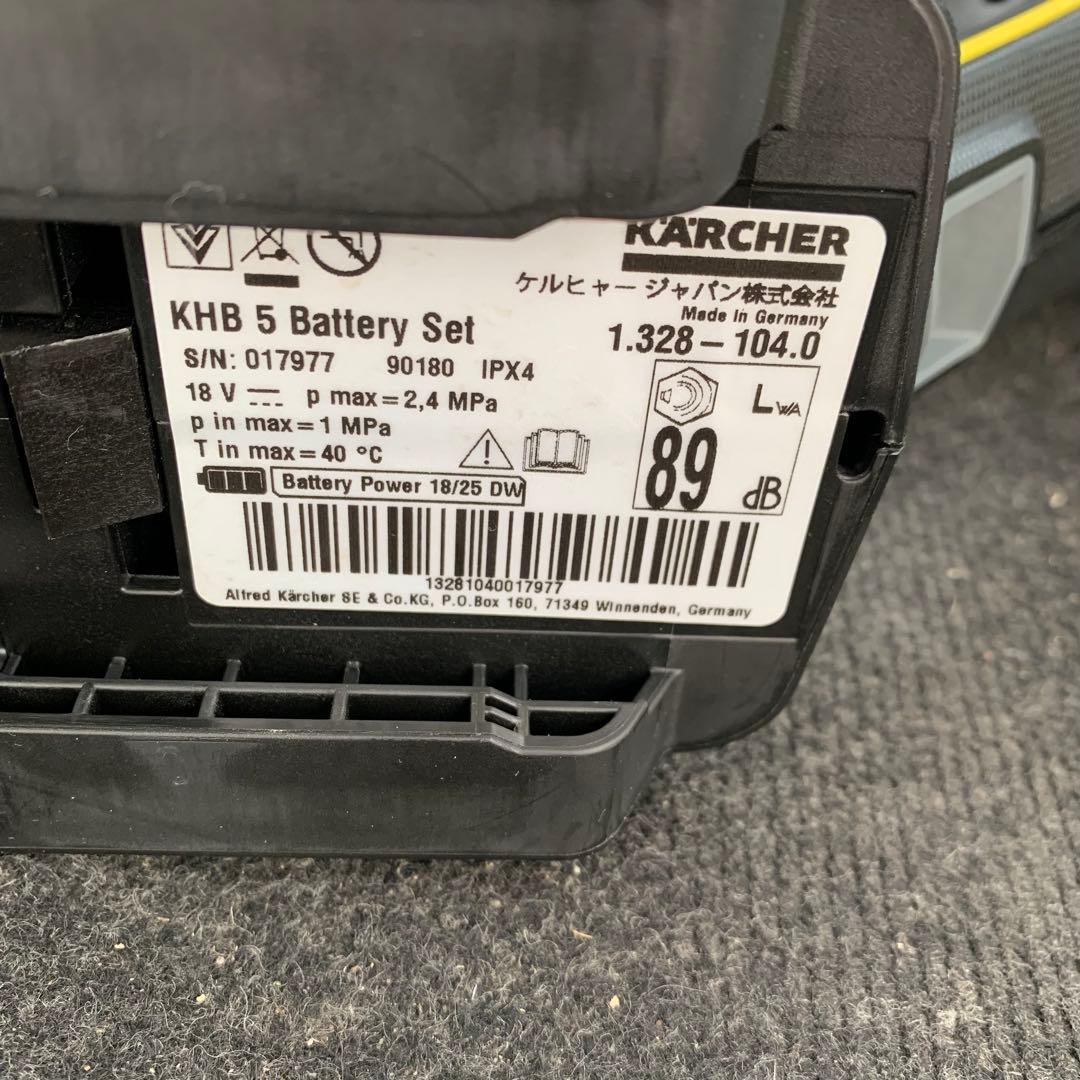 KÄRCHER
ケルヒャー ジャパン株式会社
Made in Germany
KHB 5 Battery Set
1.328 – 104.0
S/N: 017977 90180 IPX4
18 V p max = 2,4 MPa
p in max = 1 MPa
T in max = 40 °C
LWA
89
dB
Battery Power 18/25 DW
13281040017977
Alfred Kärcher SE & Co.KG, P.O.Box 160, 71349 Winnenden, Germany